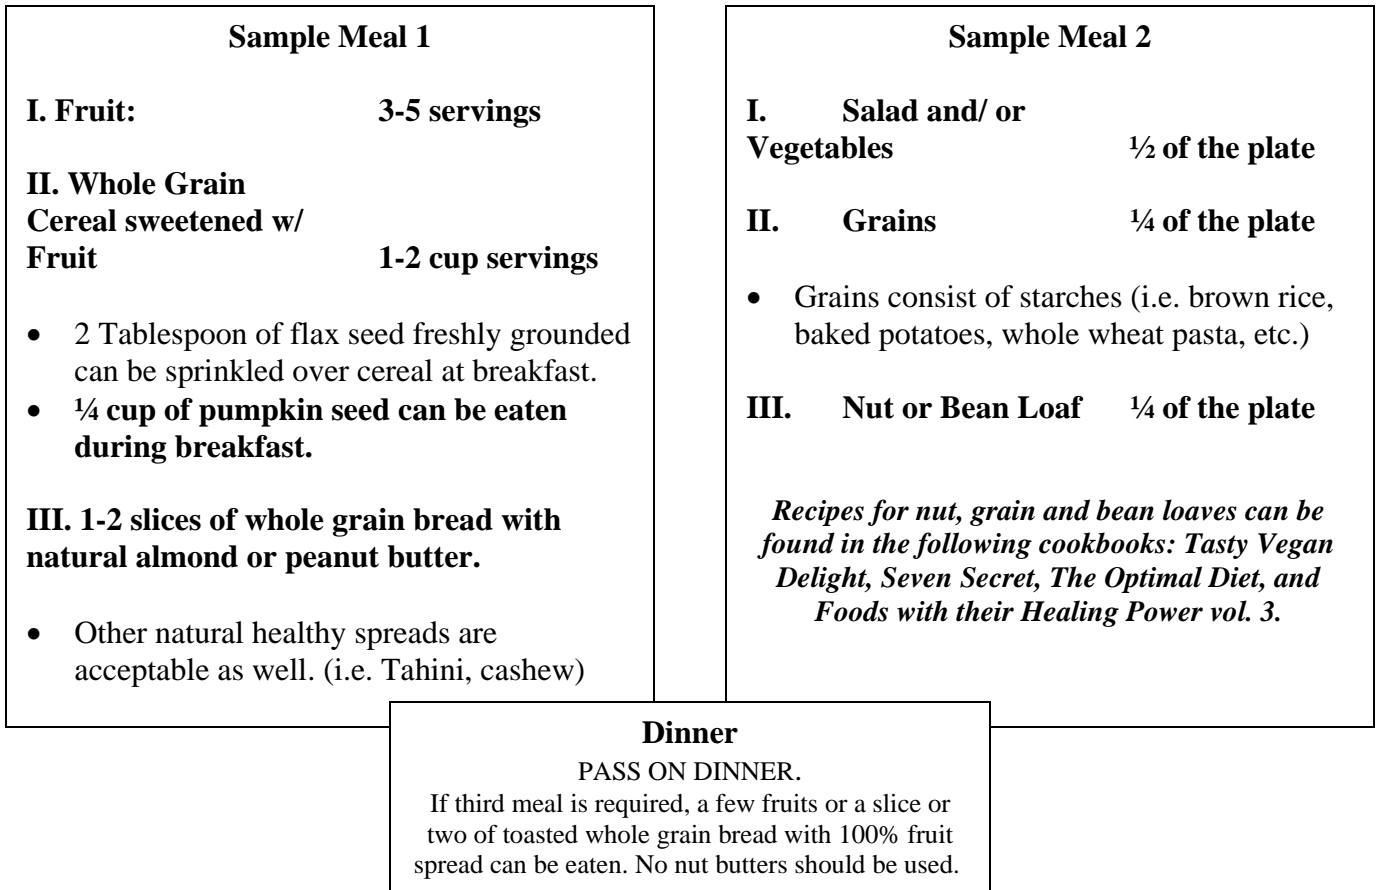 Sample Meal 1
I. Fruit: 3-5 servings
II. Whole Grain
Cereal sweetened w/
Fruit 1-2 cup servings
• 2 Tablespoon of flax seed freshly grounded
can be sprinkled over cereal at breakfast.
• ¼ cup of pumpkin seed can be eaten
during breakfast.
III. 1-2 slices of whole grain bread with
natural almond or peanut butter.
• Other natural healthy spreads are
acceptable as well. (i.e. Tahini, cashew)
Sample Meal 2
I. Salad and/ or
Vegetables ½ of the plate
II. Grains ¼ of the plate
• Grains consist of starches (i.e. brown rice,
baked potatoes, whole wheat pasta, etc.)
III. Nut or Bean Loaf ¼ of the plate
Recipes for nut, grain and bean loaves can be
found in the following cookbooks: Tasty Vegan
Delight, Seven Secret, The Optimal Diet, and
Foods with their Healing Power vol. 3.
Dinner
PASS ON DINNER.
If third meal is required, a few fruits or a slice or
two of toasted whole grain bread with 100% fruit
spread can be eaten. No nut butters should be used.